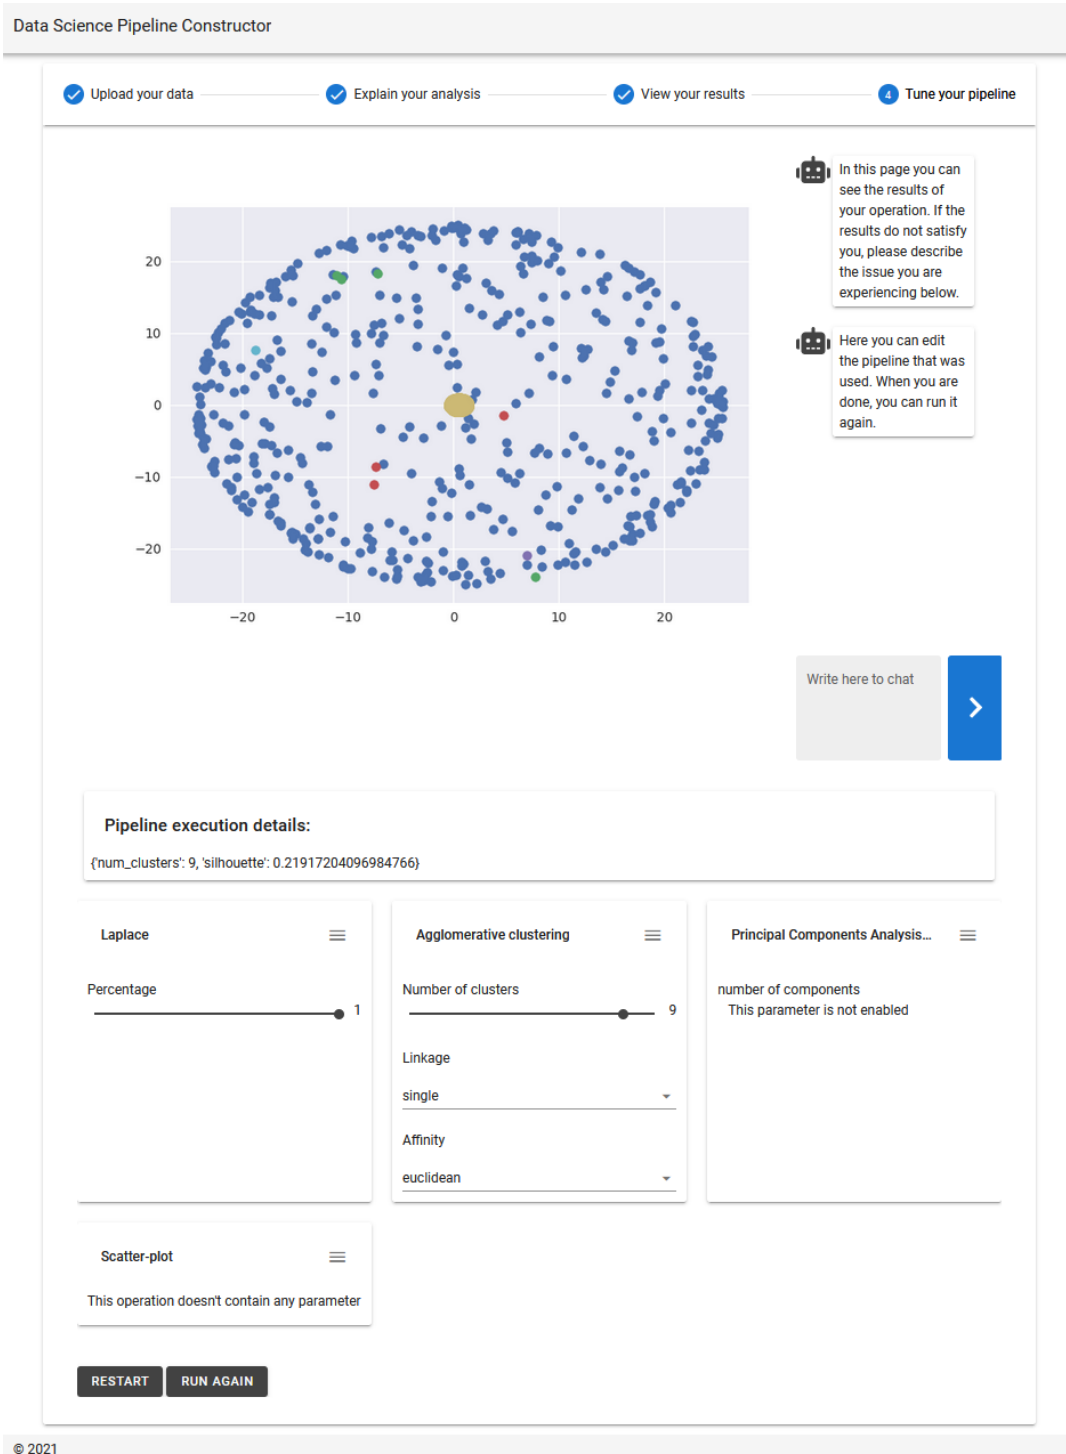 Data Science Pipeline Constructor
Upload your data
Explain your analysis
View your results
4 Tune your pipeline
In this page you can
see the results of
your operation. If the
results do not satisfy
you, please describe
the issue you are
experiencing below.
Here you can edit
the pipeline that was
used. When you are
done, you can run it
again.
20
10
0
−10
−20
−20 −10 0 10 20
Write here to chat
Pipeline execution details:
{'num_clusters': 9, 'silhouette': 0.21917204096984766}
Laplace
Percentage
1
Agglomerative clustering
Number of clusters
9
Linkage
single
Affinity
euclidean
Principal Components Analysis...
number of components
This parameter is not enabled
Scatter-plot
This operation doesn't contain any parameter
RESTART
RUN AGAIN
© 2021